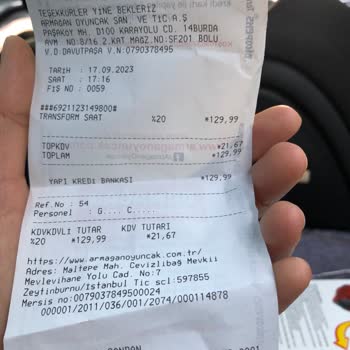 TEŞEKKÜRLER YİNE BEKLERİZ
ARMAĞAN OYUNCAK SAN. VE TİC.A.Ş
PAŞAKÖY MH. D100 KARAYOLU CD. 14BURDA
AVM NO:8/16 2.KAT MAĞZ.NO:SF201 BOLU
V.D DAVUTPAŞA V.N:0790378495
TARİH : 17.09.2023
SAAT : 17:16
FİŞ NO : 0059
###6921123149800#
TRANSFORM SAAT %20 *129,99
TOPKDV *21,67
TOPLAM *129,99
YAPI KREDİ BANKASI *129,99
Ref.No : 54
Personel : G.... C....
KDVKDVLİ TUTAR KDV TUTARI
%20 *129,99 *21,67
https://www.armaganoyuncak.com.tr/
Adres: Maltepe Mah. Cevizlibağ Mevkii
Mevlevihane Yolu Cad. No:7
Zeytinburnu/İstanbul Tic scl:597855
Mersis no:0079037849500024
000001/2011/036/001/2074/000114878